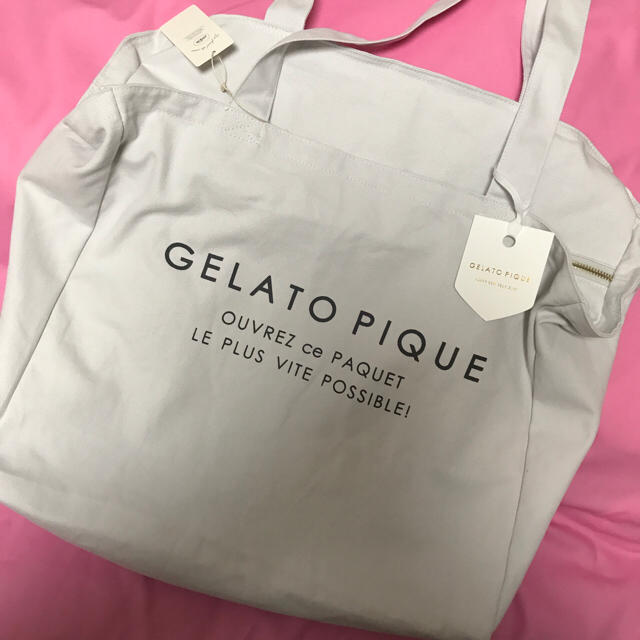 GELATO PIQUE
OUVREZ ce PAQUET
LE PLUS VITE POSSIBLE!
GELATO PIQUE